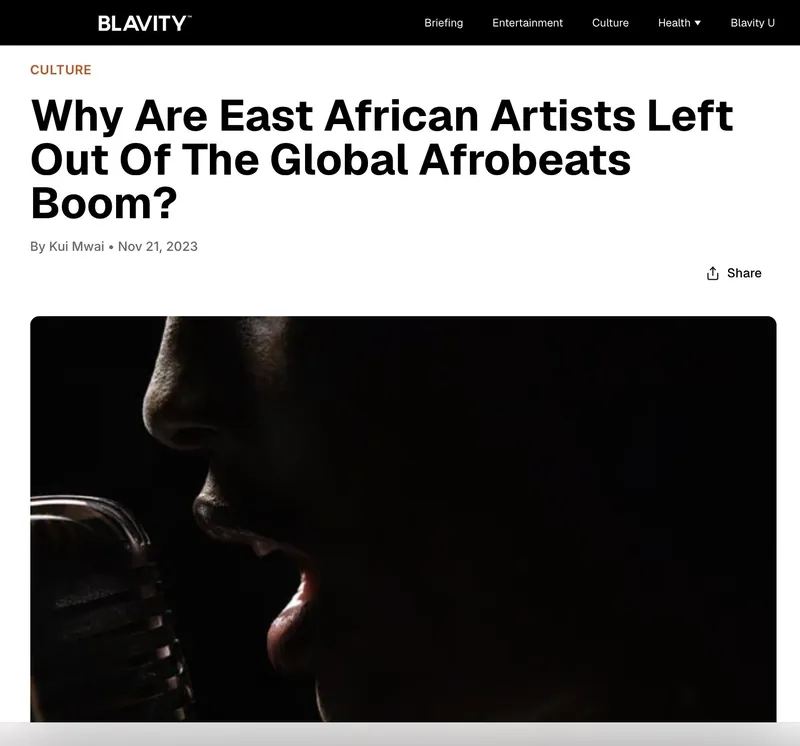 BLAVITY™
Briefing Entertainment Culture Health ▼ Blavity U
CULTURE
Why Are East African Artists Left
Out Of The Global Afrobeats
Boom?
By Kui Mwai • Nov 21, 2023
Share